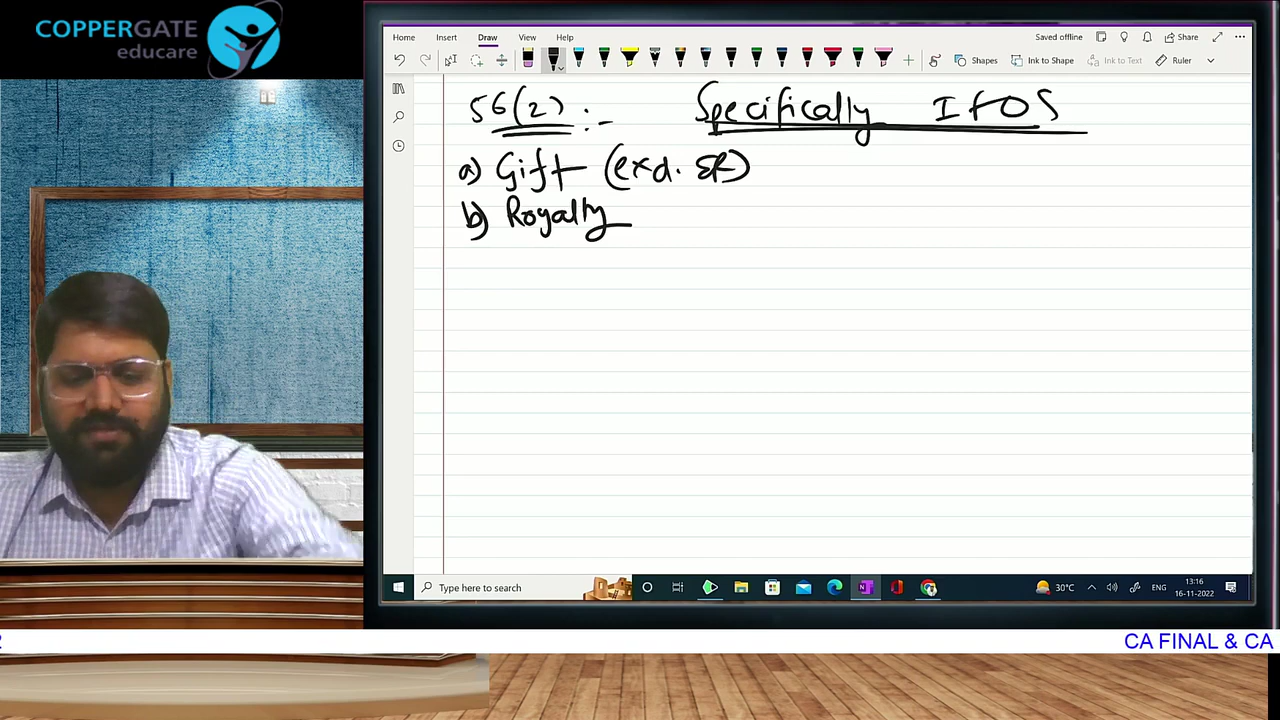 COPPERGATE
educare
Home Insert Draw View Help
Saved offline
Share
Shapes Ink to Shape Ink to Text Ruler
56(2) :- Specifically IFOS
a) Gift (exd. SR)
b) Royalty
Type here to search
30°C
ENG
13:16
16-11-2022
CA FINAL & CA